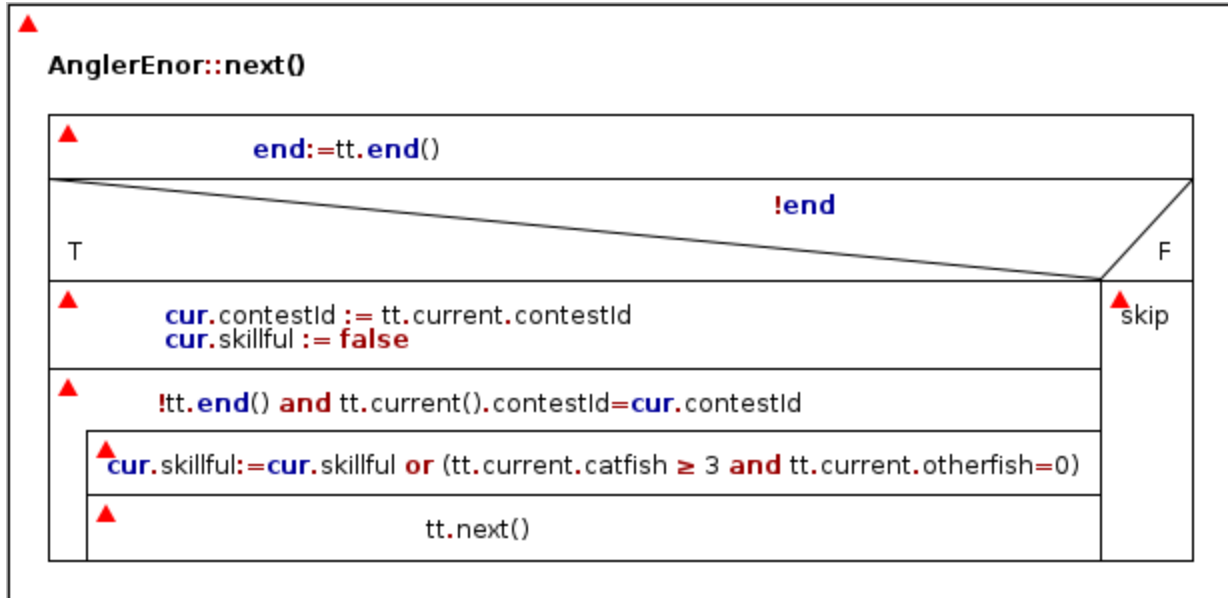 AnglerEnor::next()
end:=tt.end()
!end
T
F
cur.contestId := tt.current.contestId
skip
cur.skillful := false
!tt.end() and tt.current().contestId=cur.contestId
cur.skillful:=cur.skillful or (tt.current.catfish ≥ 3 and tt.current.otherfish=0)
tt.next()